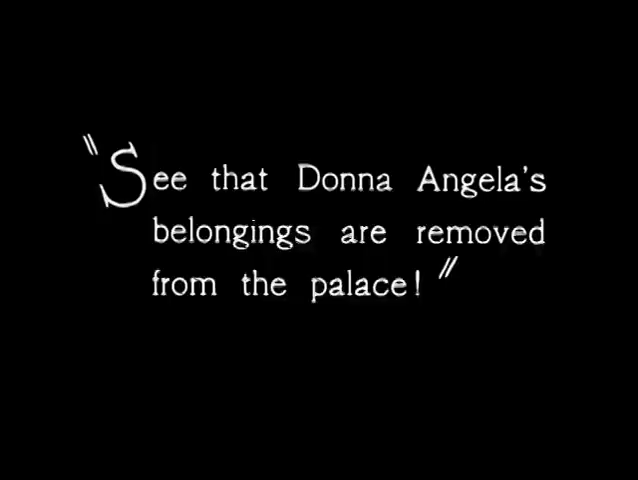 "See that Donna Angela's
belongings are removed
from the palace!"